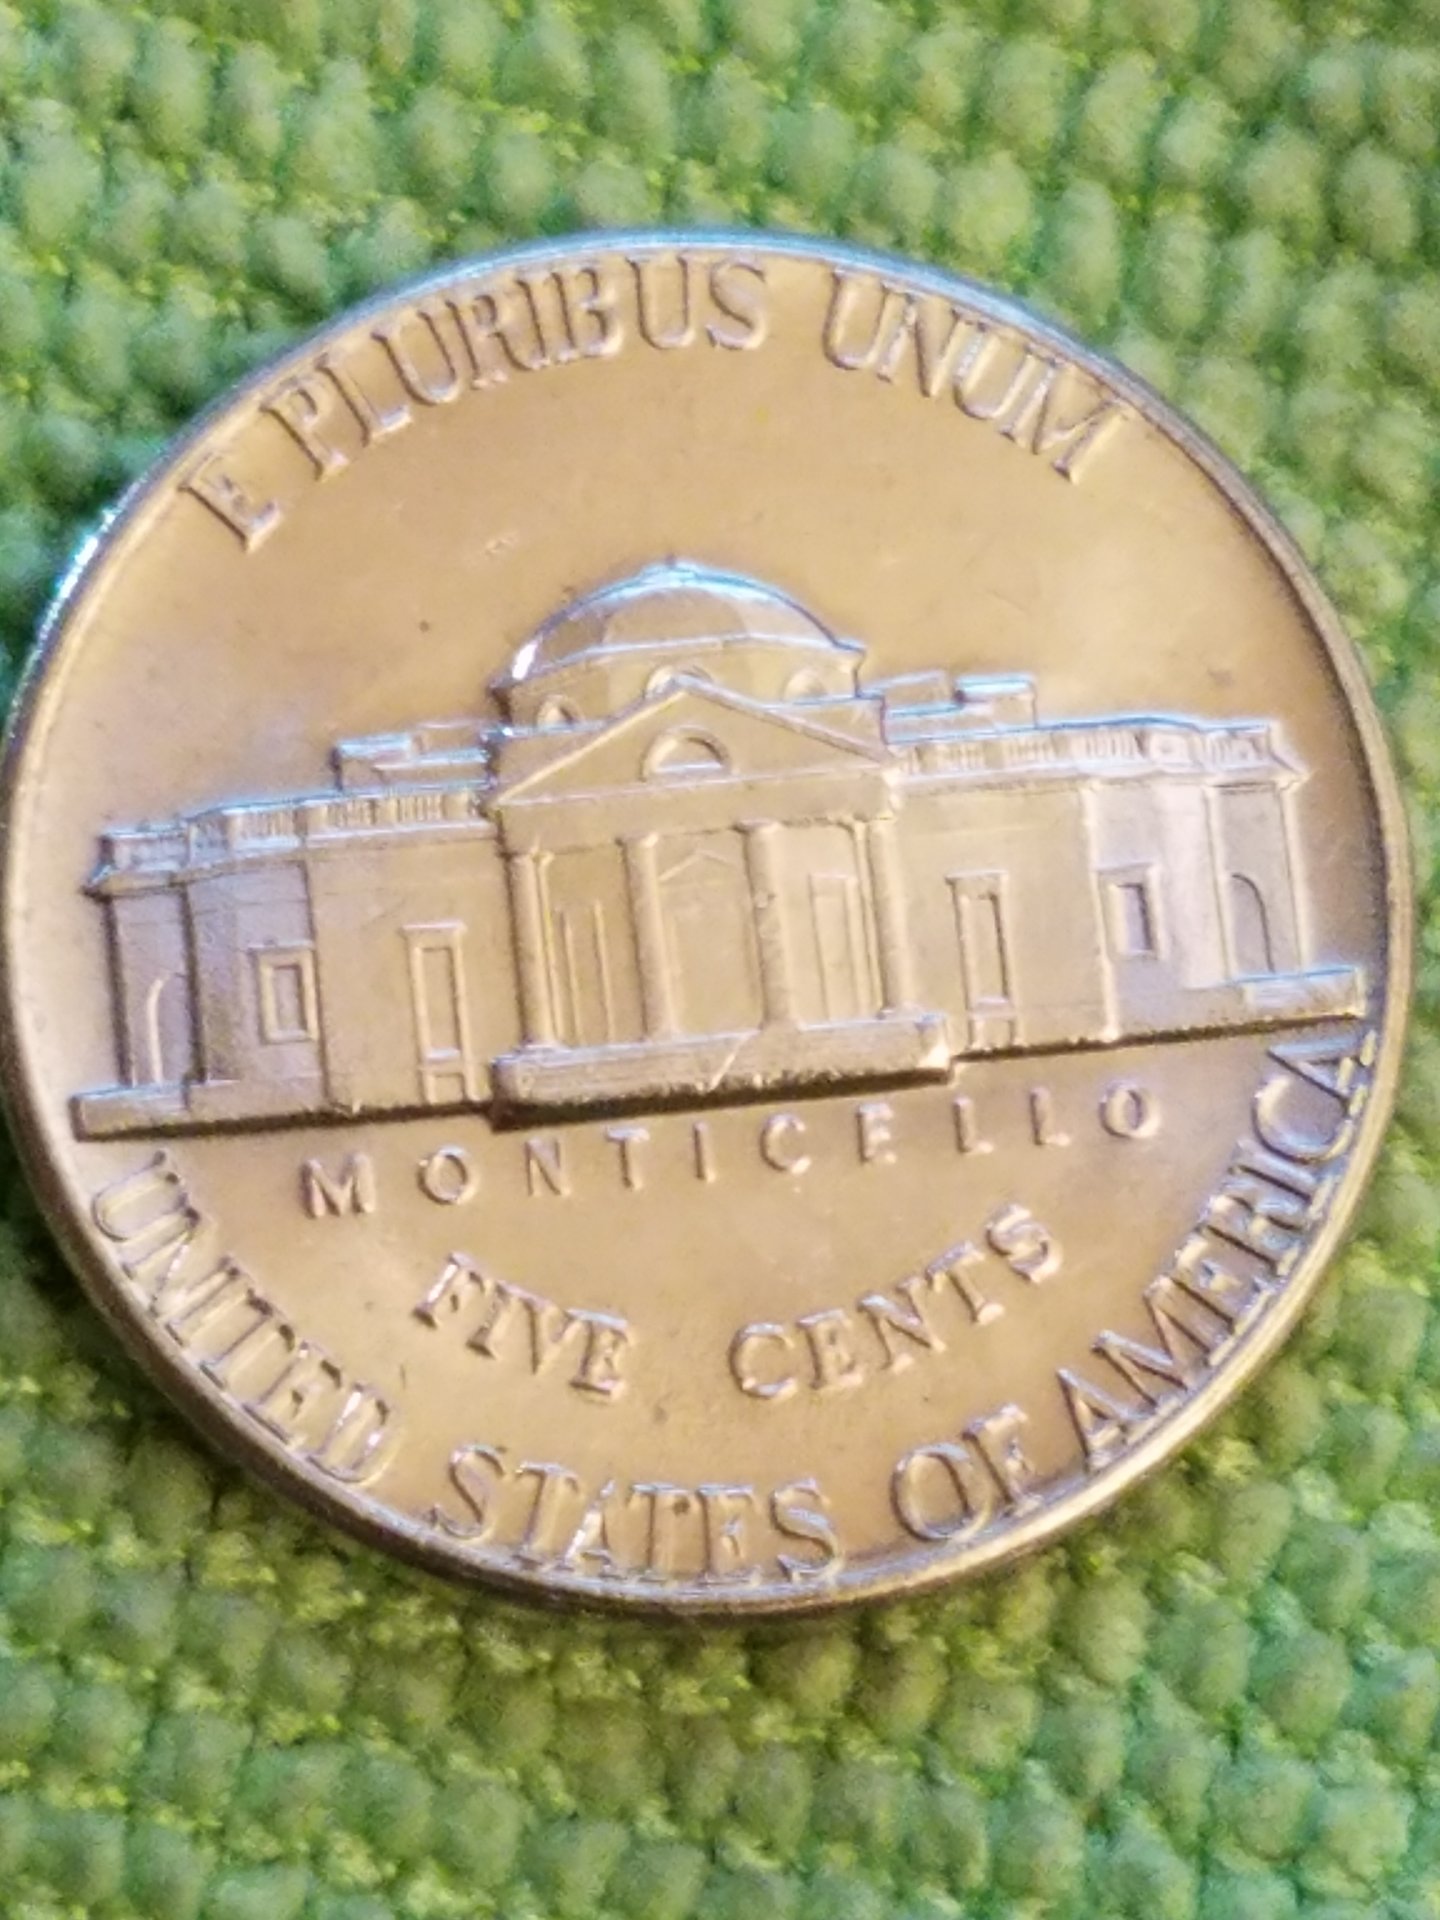 E PLURIBUS UNUM
MONTICELLO
FIVE CENTS
UNITED STATES OF AMERICA